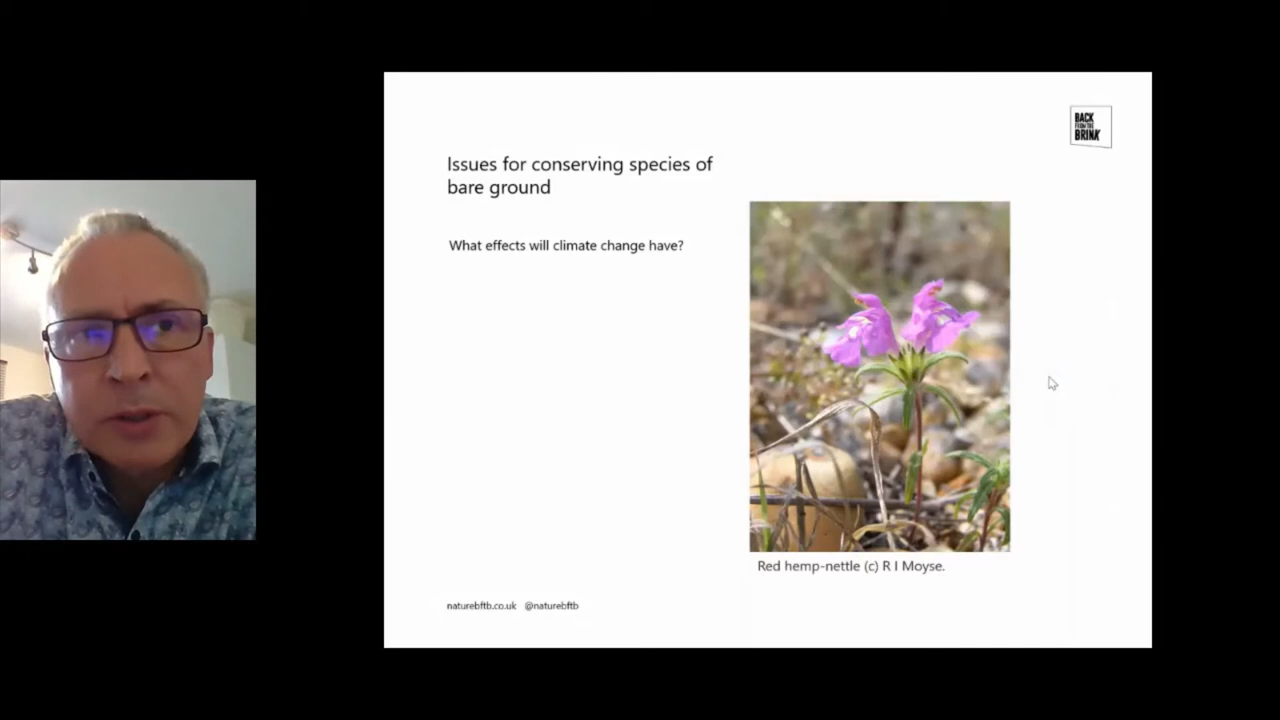 BACK
FROM THE
BRINK
Issues for conserving species of
bare ground
What effects will climate change have?
Red hemp-nettle (c) R I Moyse.
naturebftb.co.uk @naturebftb